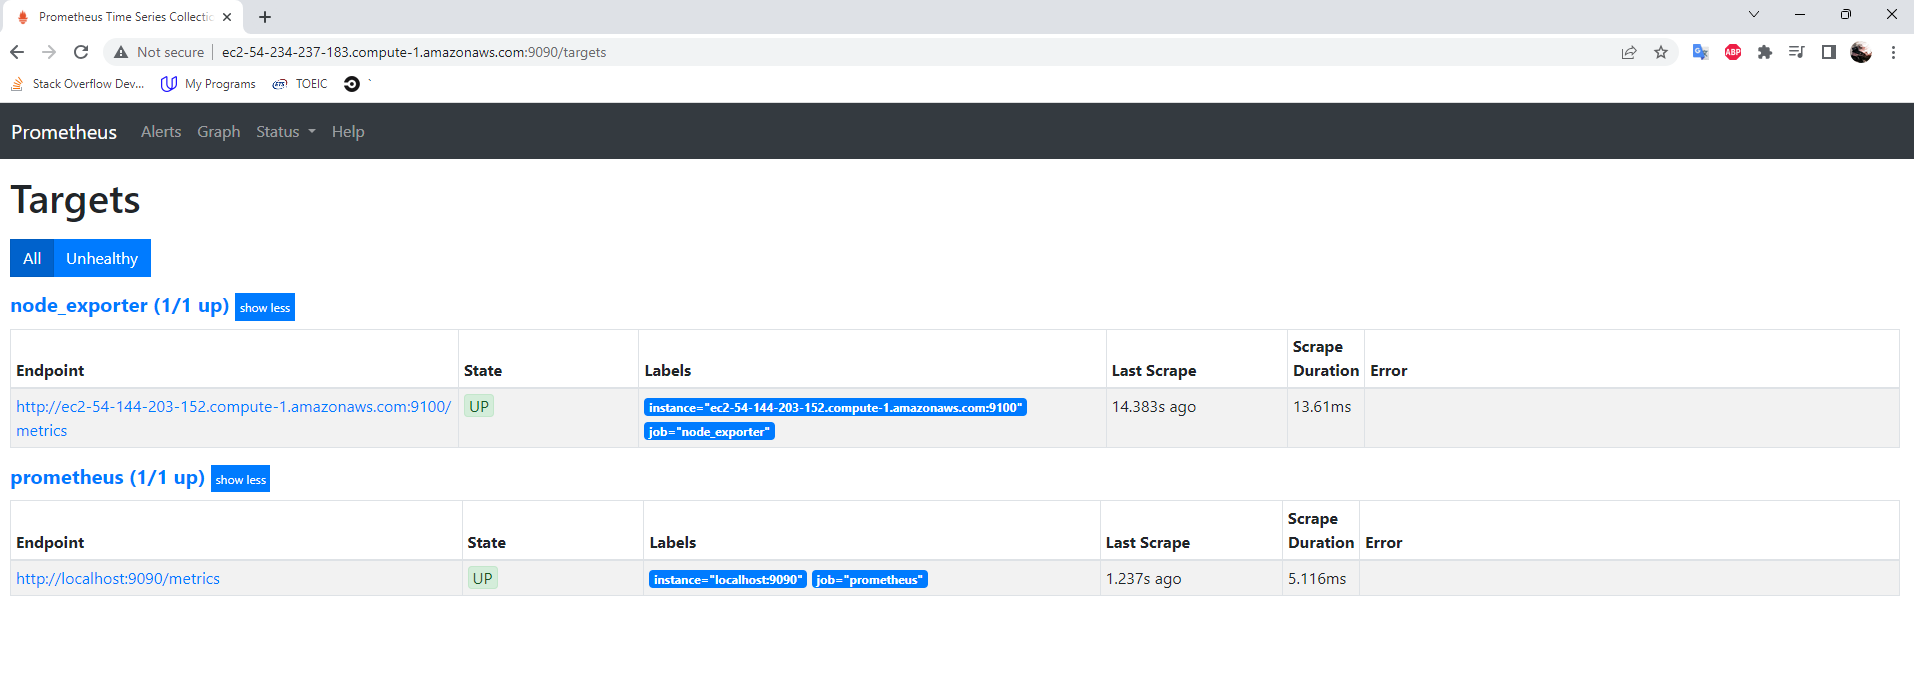 Prometheus Time Series Collectio
Not secure ec2-54-234-237-183.compute-1.amazonaws.com:9090/targets
ABP
Stack Overflow Dev... My Programs ETS TOEIC `
Prometheus Alerts Graph Status Help
Targets
All Unhealthy
node_exporter (1/1 up) show less
Endpoint State Labels Last Scrape Scrape Duration Error
http://ec2-54-144-203-152.compute-1.amazonaws.com:9100/ UP instance="ec2-54-144-203-152.compute-1.amazonaws.com:9100" 14.383s ago 13.61ms
metrics job="node_exporter"
prometheus (1/1 up) show less
Endpoint State Labels Last Scrape Scrape Duration Error
http://localhost:9090/metrics UP instance="localhost:9090" job="prometheus" 1.237s ago 5.116ms